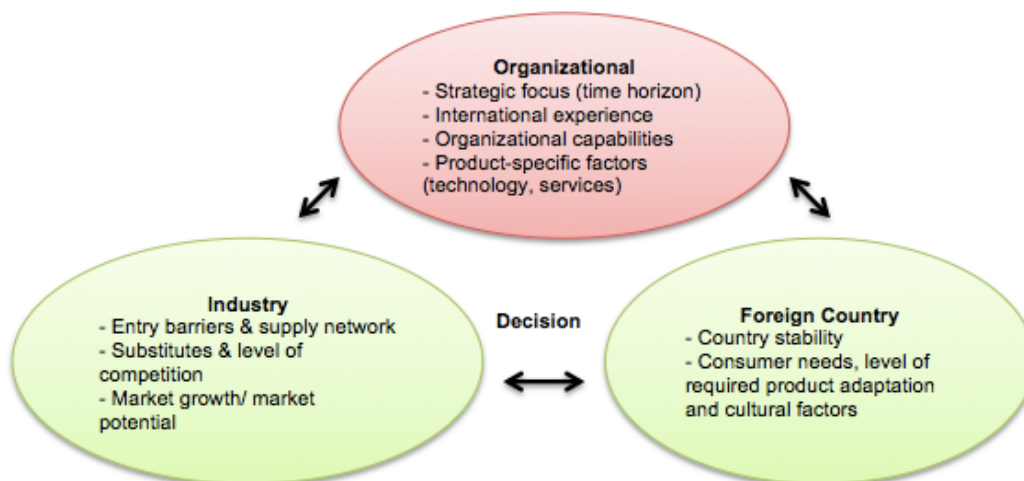 Organizational
- Strategic focus (time horizon)
- International experience
- Organizational capabilities
- Product-specific factors
(technology, services)
Industry
- Entry barriers & supply network
- Substitutes & level of
competition
- Market growth/ market
potential
Decision
Foreign Country
- Country stability
- Consumer needs, level of
required product adaptation
and cultural factors